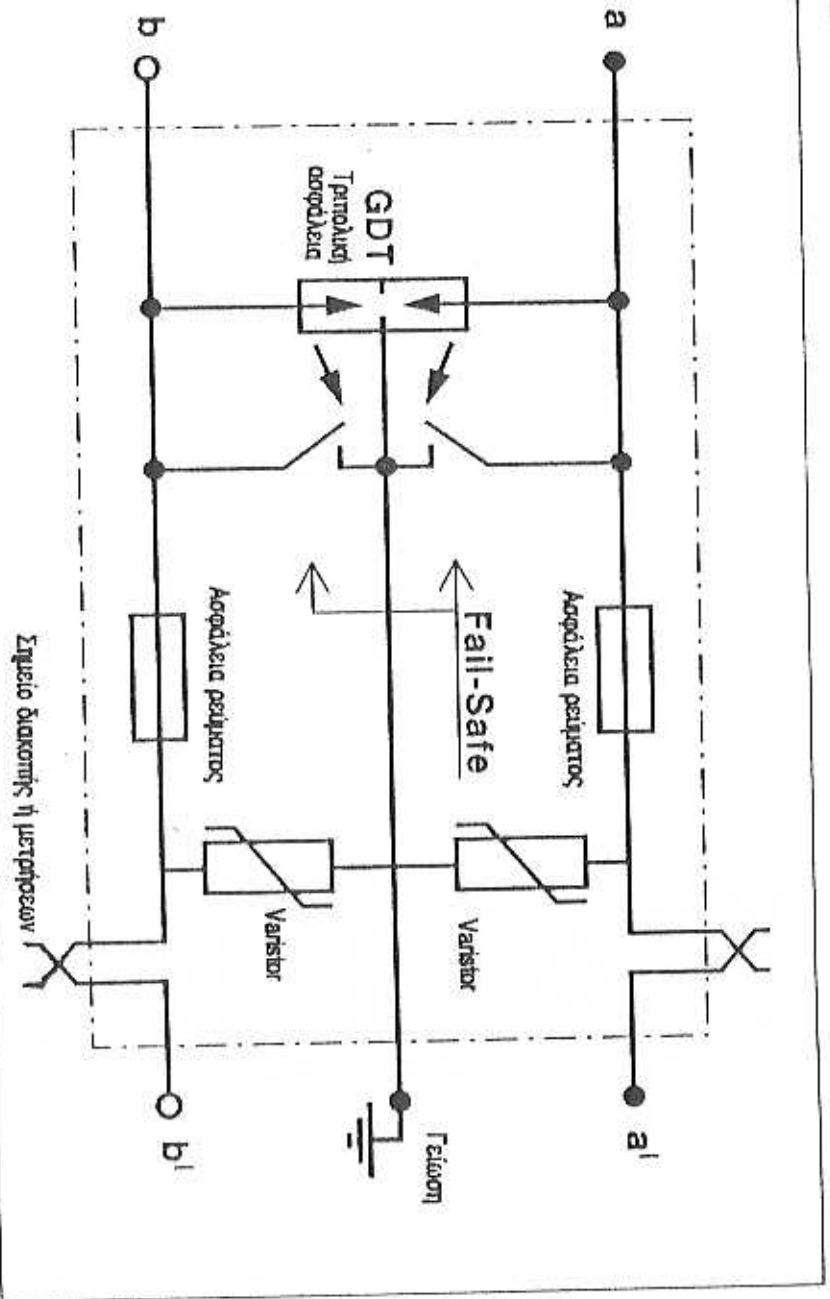 a
a'
Ασφάλεια ρεύματος
Varistor
GDT
Τριπολική
ασφάλεια
Fail-Safe
Γείωση
Varistor
Ασφάλεια ρεύματος
b
b'
Σημείο διακοπής ή μετρήσεων